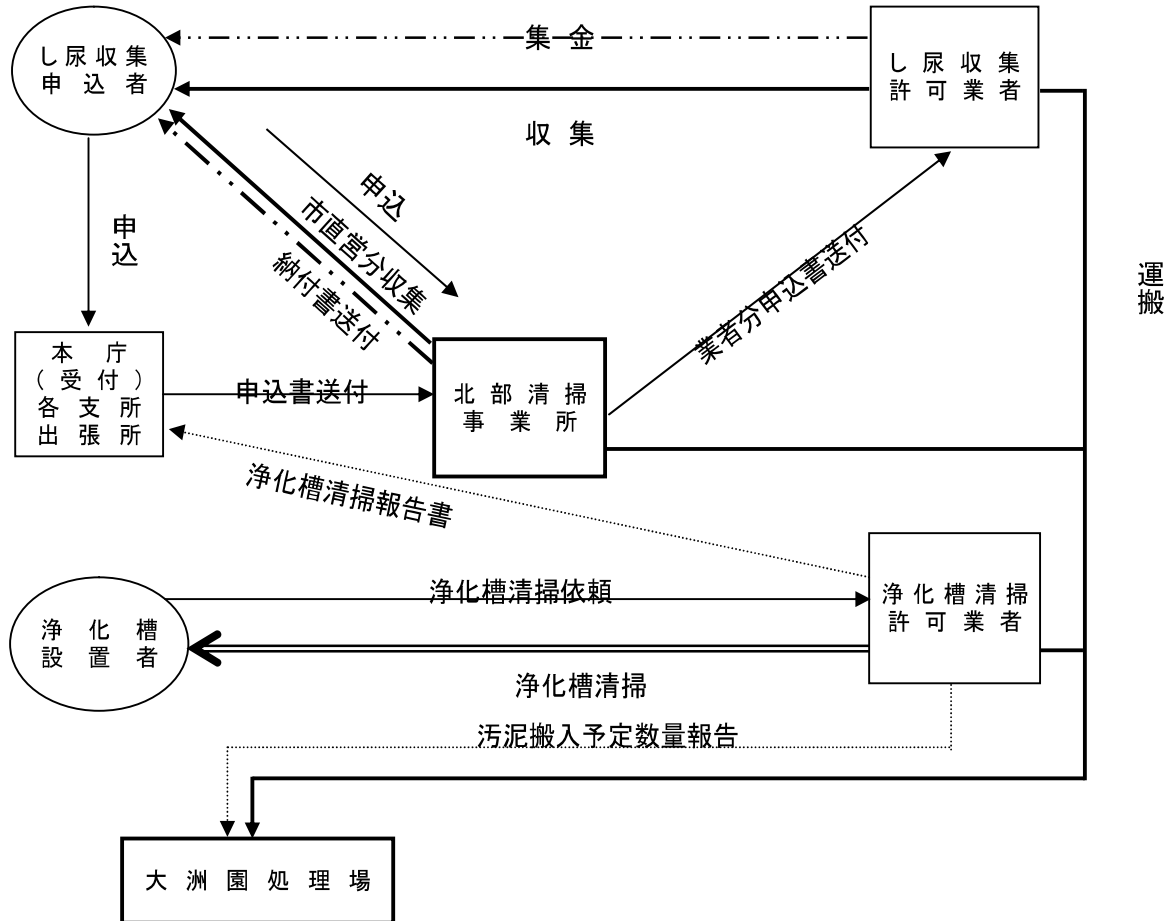 し尿収集
申込者
集金
し尿収集
許可業者
収集
申込
申込
市直営分収集
納付書送付
業者分申込書送付
運搬
本庁
(受付)
各支所
出張所
申込書送付
北部清掃
事業所
浄化槽清掃報告書
浄化槽清掃依頼
浄化槽清掃
許可業者
浄化槽
設置者
浄化槽清掃
汚泥搬入予定数量報告
大洲園処理場